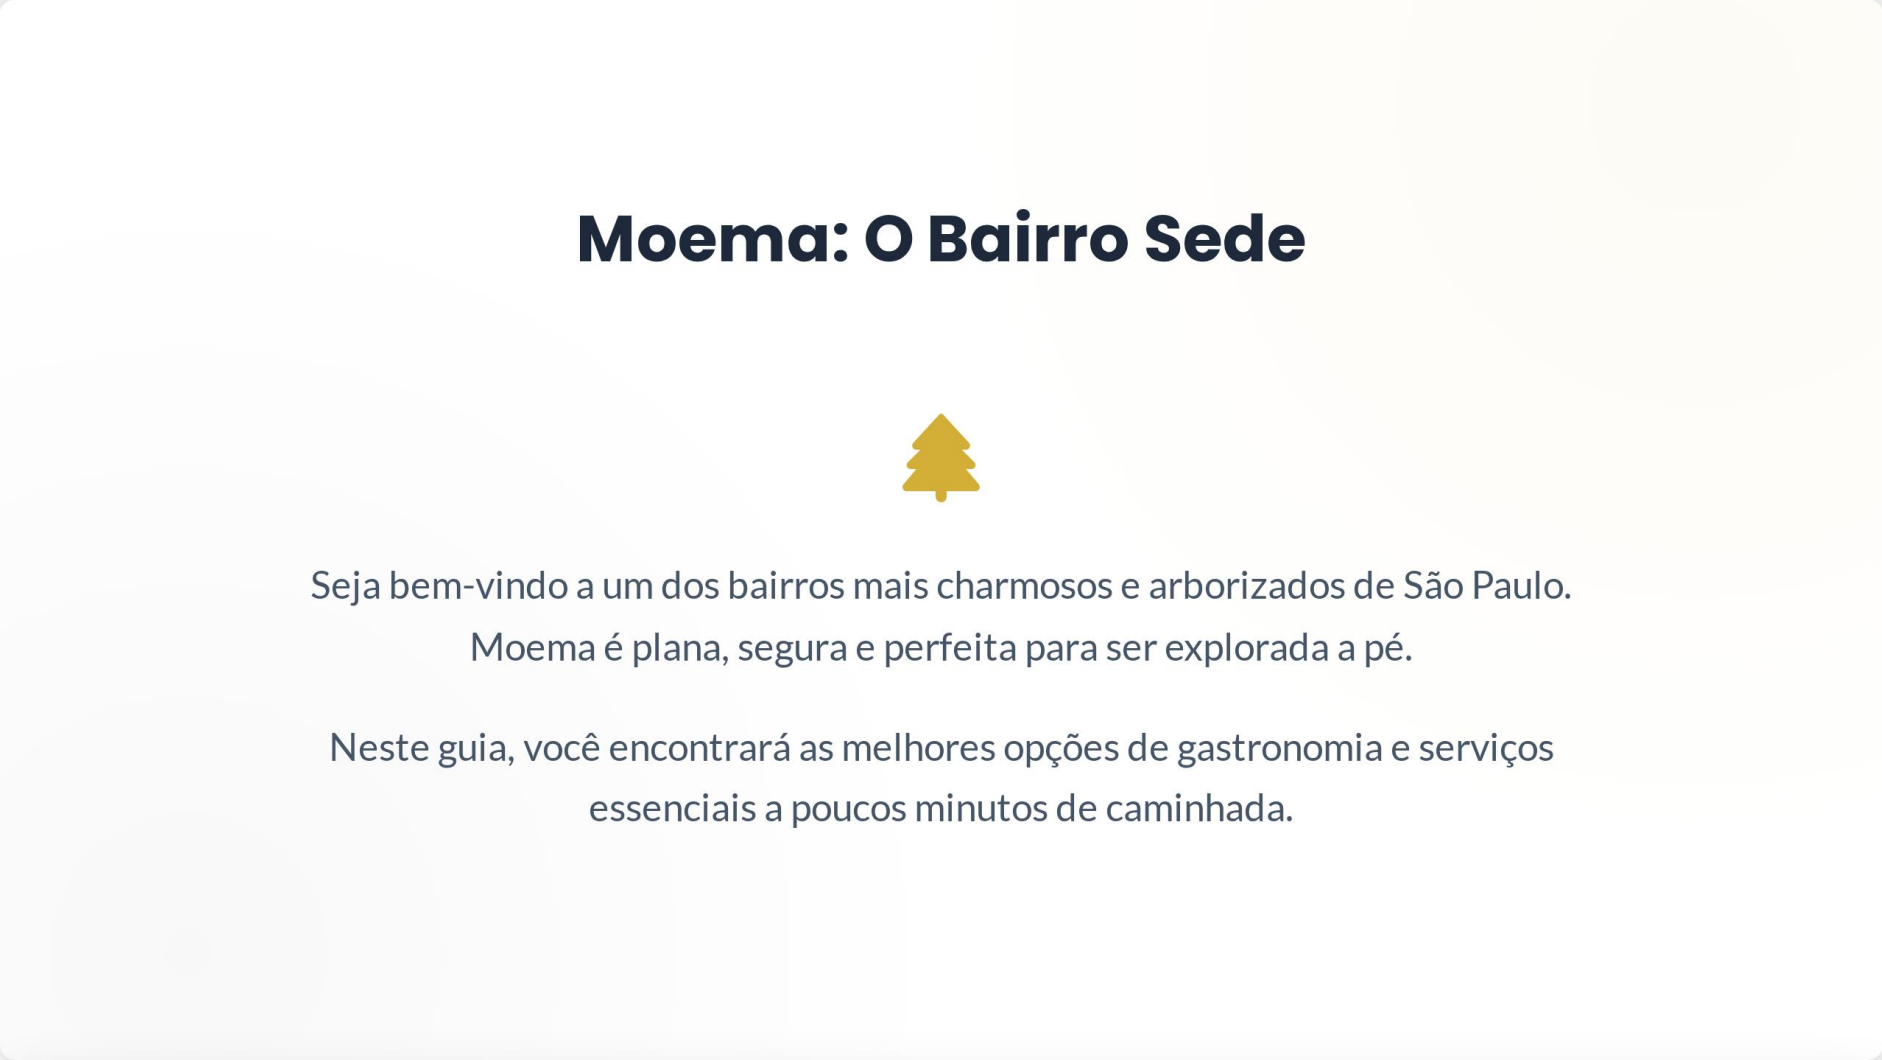 Moema: O Bairro Sede
Seja bem-vindo a um dos bairros mais charmosos e arborizados de São Paulo.
Moema é plana, segura e perfeita para ser explorada a pé.
Neste guia, você encontrará as melhores opções de gastronomia e serviços
essenciais a poucos minutos de caminhada.